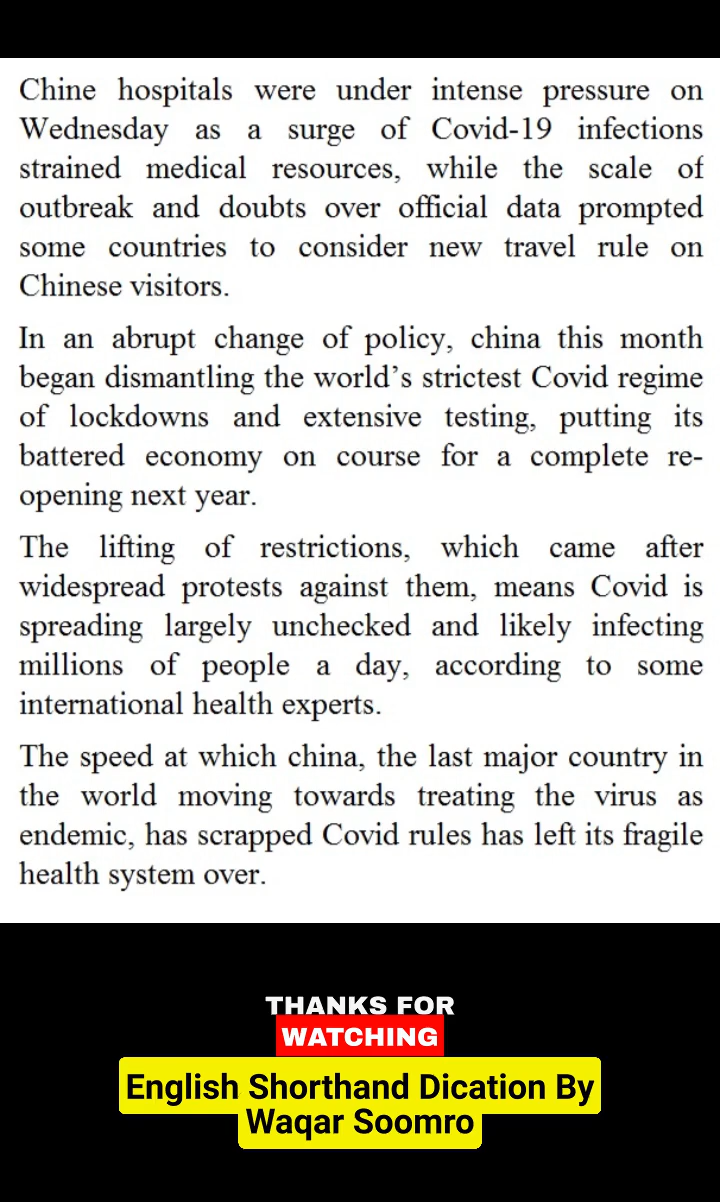 Chine hospitals were under intense pressure on
Wednesday as a surge of Covid-19 infections
strained medical resources, while the scale of
outbreak and doubts over official data prompted
some countries to consider new travel rule on
Chinese visitors.
In an abrupt change of policy, china this month
began dismantling the world’s strictest Covid regime
of lockdowns and extensive testing, putting its
battered economy on course for a complete re-
opening next year.
The lifting of restrictions, which came after
widespread protests against them, means Covid is
spreading largely unchecked and likely infecting
millions of people a day, according to some
international health experts.
The speed at which china, the last major country in
the world moving towards treating the virus as
endemic, has scrapped Covid rules has left its fragile
health system over.
THANKS FOR
WATCHING
English Shorthand Dication By
Waqar Soomro